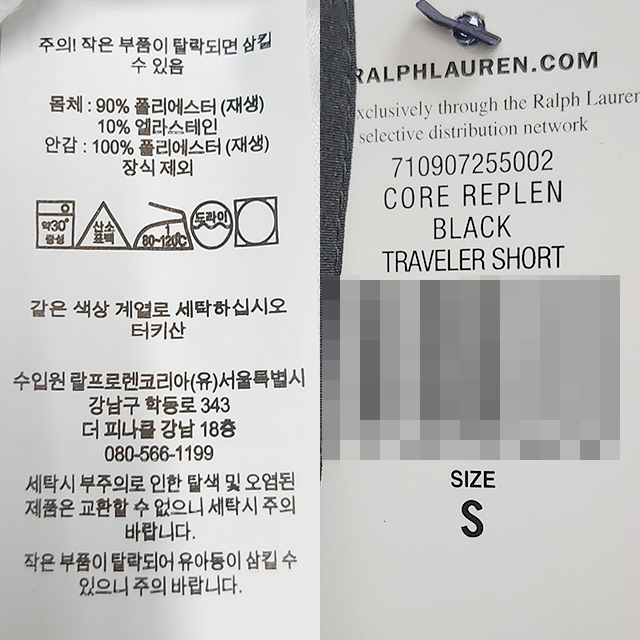 주의! 작은 부품이 탈락되면 삼킬
수 있음
몸체 : 90% 폴리에스터 (재생)
10% 엘라스테인
안감 : 100% 폴리에스터 (재생)
장식 제외
약30°
중성
산소
표백
80~120℃
드라이
같은 색상 계열로 세탁하십시오
터키산
수입원 랄프로렌코리아(유)서울특별시
강남구 학동로 343
더 피나클 강남 18층
080-566-1199
세탁시 부주의로 인한 탈색 및 오염된
제품은 교환할 수 없으니 세탁시 주의
바랍니다.
작은 부품이 탈락되어 유아동이 삼킬 수
있으니 주의 바랍니다.
RALPHLAUREN.COM
xclusively through the Ralph Lauren
selective distribution network
710907255002
CORE REPLEN
BLACK
TRAVELER SHORT
SIZE
S